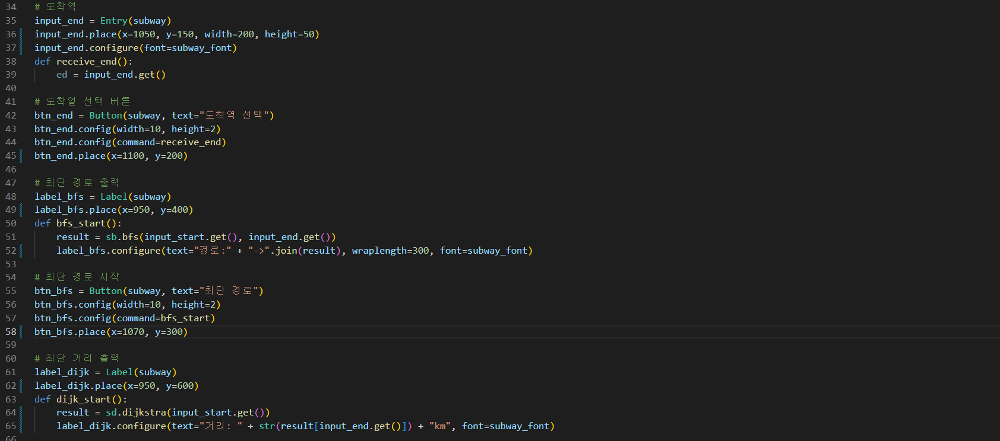 34 # 도착역
35 input_end = Entry(subway)
36 input_end.place(x=1050, y=150, width=200, height=50)
37 input_end.configure(font=subway_font)
38 def receive_end():
39     ed = input_end.get()
40
41 # 도착열 선택 버튼
42 btn_end = Button(subway, text="도착역 선택")
43 btn_end.config(width=10, height=2)
44 btn_end.config(command=receive_end)
45 btn_end.place(x=1100, y=200)
46
47 # 최단 경로 출력
48 label_bfs = Label(subway)
49 label_bfs.place(x=950, y=400)
50 def bfs_start():
51     result = sb.bfs(input_start.get(), input_end.get())
52     label_bfs.configure(text="경로:" + "->".join(result), wraplength=300, font=subway_font)
53
54 # 최단 경로 시작
55 btn_bfs = Button(subway, text="최단 경로")
56 btn_bfs.config(width=10, height=2)
57 btn_bfs.config(command=bfs_start)
58 btn_bfs.place(x=1070, y=300)
59
60 # 최단 거리 출력
61 label_dijk = Label(subway)
62 label_dijk.place(x=950, y=600)
63 def dijk_start():
64     result = sd.dijkstra(input_start.get())
65     label_dijk.configure(text="거리: " + str(result[input_end.get()]) + "km", font=subway_font)
66